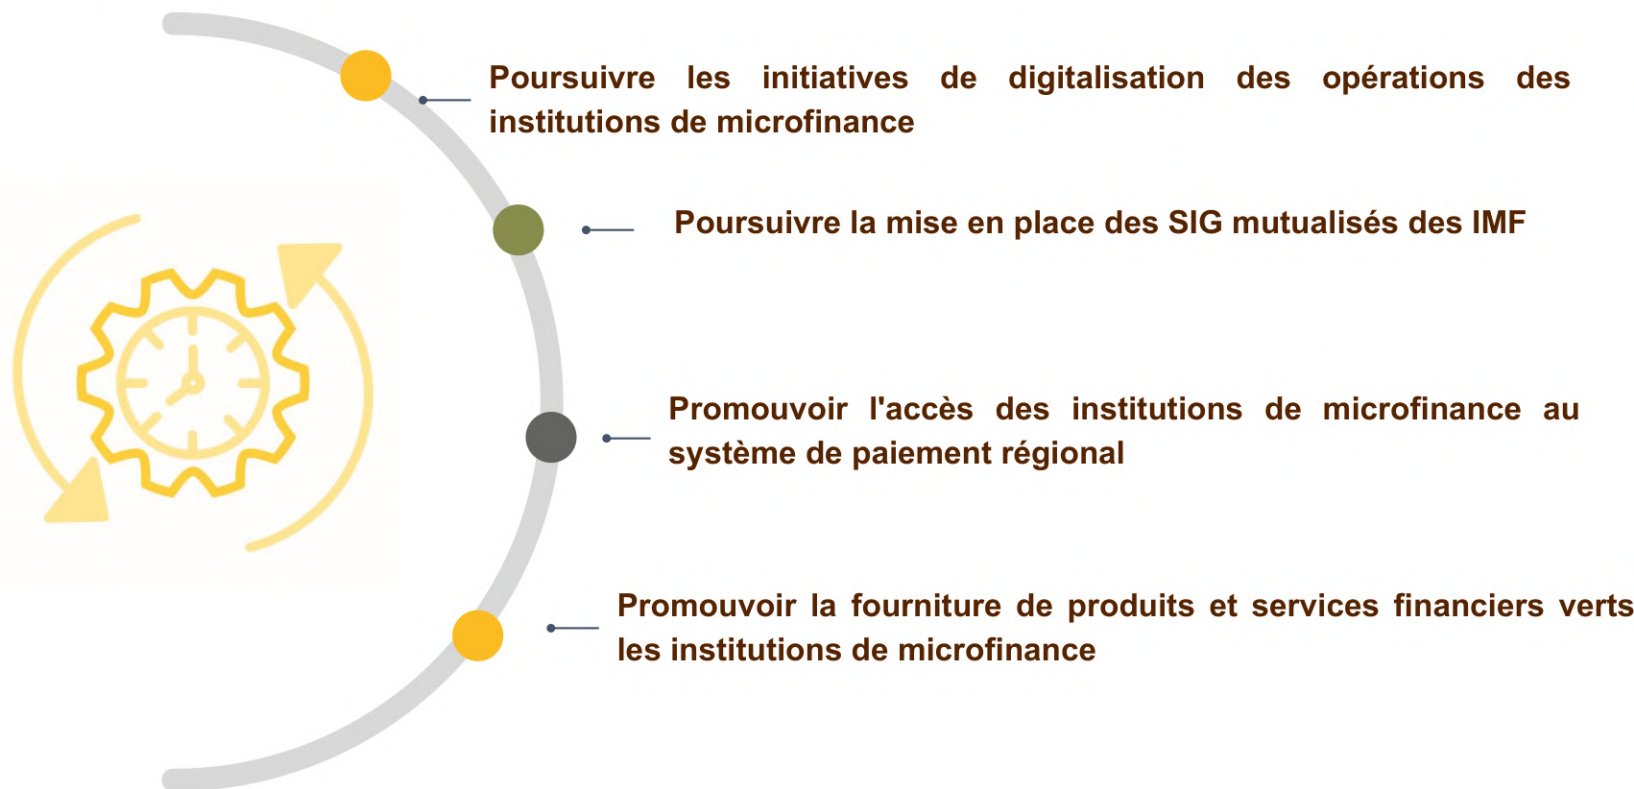 Poursuivre les initiatives de digitalisation des opérations des
institutions de microfinance
Poursuivre la mise en place des SIG mutualisés des IMF
Promouvoir l'accès des institutions de microfinance au
système de paiement régional
Promouvoir la fourniture de produits et services financiers verts
les institutions de microfinance